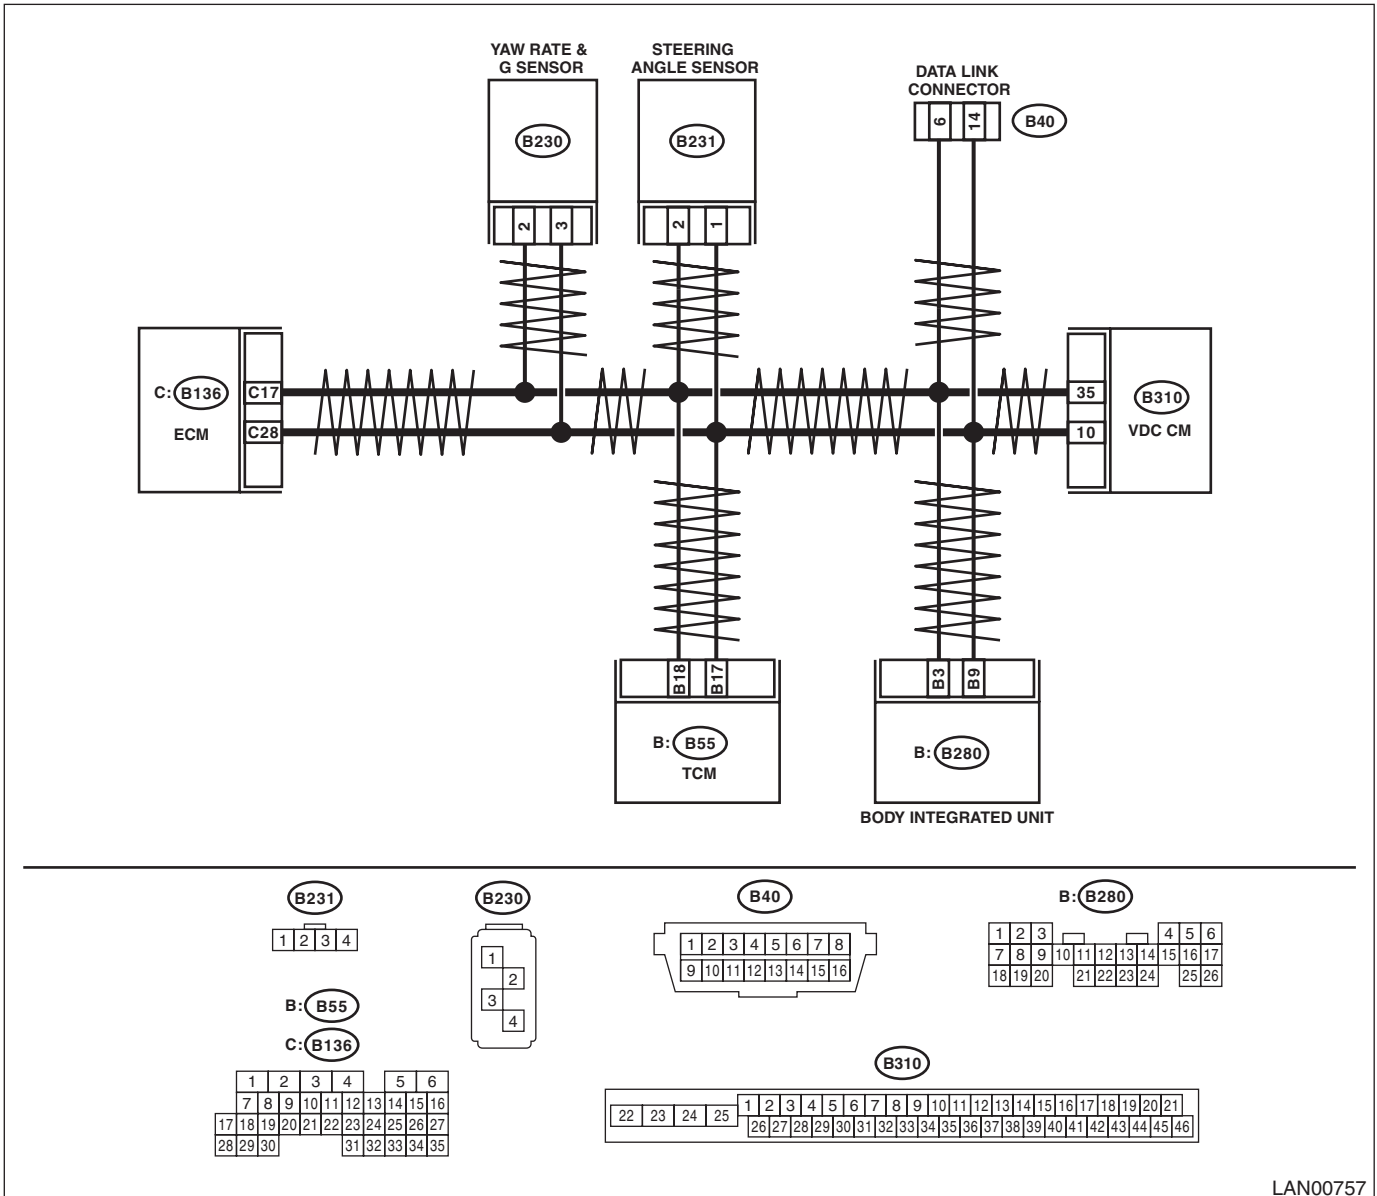 YAW RATE &
G SENSOR
STEERING
ANGLE SENSOR
DATA LINK
CONNECTOR
6 14
B40
B230
B231
2 3
2 1
C: B136
ECM
C17
C28
35
10
B310
VDC CM
B18 B17
B3 B9
B: B55
TCM
B: B280
BODY INTEGRATED UNIT
B231
1 2 3 4
B230
1
2
3
4
B40
1 2 3 4 5 6 7 8
9 10 11 12 13 14 15 16
B: B280
1 2 3 4 5 6
7 8 9 10 11 12 13 14 15 16 17
18 19 20 21 22 23 24 25 26
B: B55
C: B136
1 2 3 4 5 6
7 8 9 10 11 12 13 14 15 16
17 18 19 20 21 22 23 24 25 26 27
28 29 30 31 32 33 34 35
B310
22 23 24 25
1 2 3 4 5 6 7 8 9 10 11 12 13 14 15 16 17 18 19 20 21
26 27 28 29 30 31 32 33 34 35 36 37 38 39 40 41 42 43 44 45 46
LAN00757